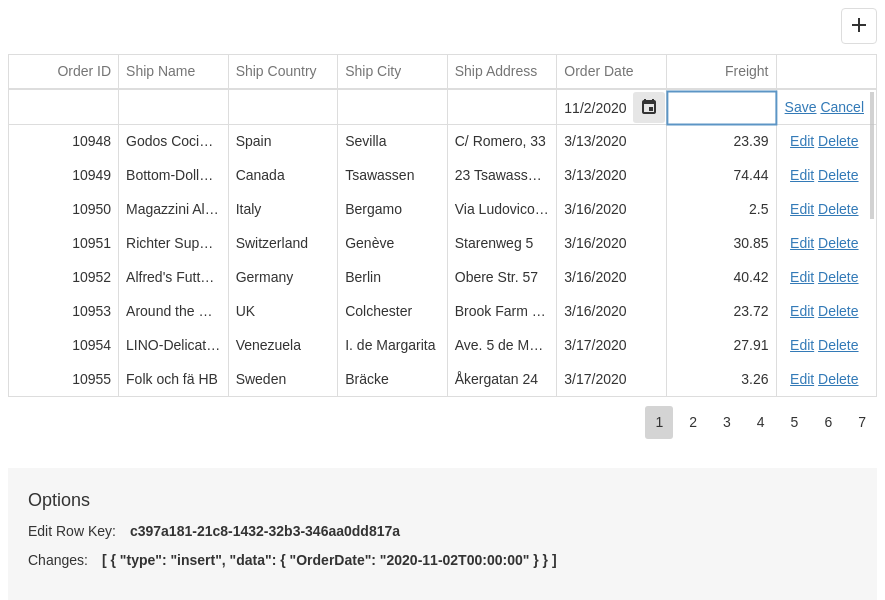 Order ID Ship Name Ship Country Ship City Ship Address Order Date Freight
11/2/2020 Save Cancel
10948 Godos Coci… Spain Sevilla C/ Romero, 33 3/13/2020 23.39 Edit Delete
10949 Bottom-Doll… Canada Tsawassen 23 Tsawass… 3/13/2020 74.44 Edit Delete
10950 Magazzini Al… Italy Bergamo Via Ludovico… 3/16/2020 2.5 Edit Delete
10951 Richter Sup… Switzerland Genève Starenweg 5 3/16/2020 30.85 Edit Delete
10952 Alfred's Futt… Germany Berlin Obere Str. 57 3/16/2020 40.42 Edit Delete
10953 Around the … UK Colchester Brook Farm … 3/16/2020 23.72 Edit Delete
10954 LINO-Delicat… Venezuela I. de Margarita Ave. 5 de M… 3/17/2020 27.91 Edit Delete
10955 Folk och fä HB Sweden Bräcke Åkergatan 24 3/17/2020 3.26 Edit Delete
1 2 3 4 5 6 7
Options
Edit Row Key: c397a181-21c8-1432-32b3-346aa0dd817a
Changes: [ { "type": "insert", "data": { "OrderDate": "2020-11-02T00:00:00" } } ]